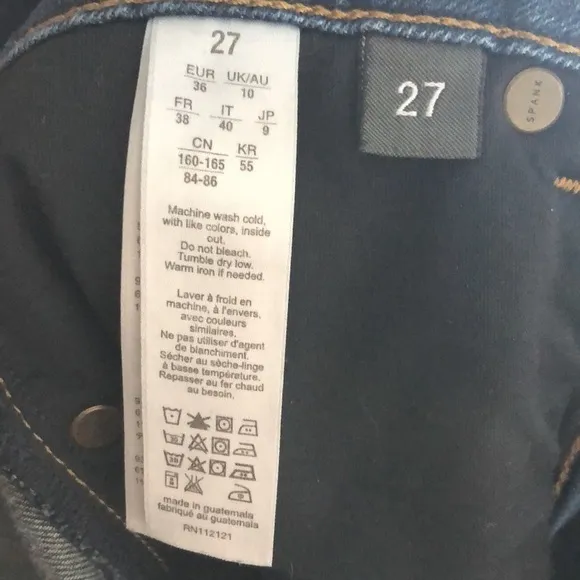 27
EUR UK/AU
36 10
FR IT JP
38 40 9
CN KR
160-165 55
84-86
Machine wash cold,
with like colors, inside
out.
Do not bleach.
Tumble dry low.
Warm iron if needed.
Laver à froid en
machine, à l'envers.
avec couleurs
similaires.
Ne pas utiliser d'agent
de blanchiment.
Sécher au sèche-linge
à basse température.
Repasser au fer chaud
au besoin.
made in guatemala
fabriqué au guatemala
RN112121
27
SPANX